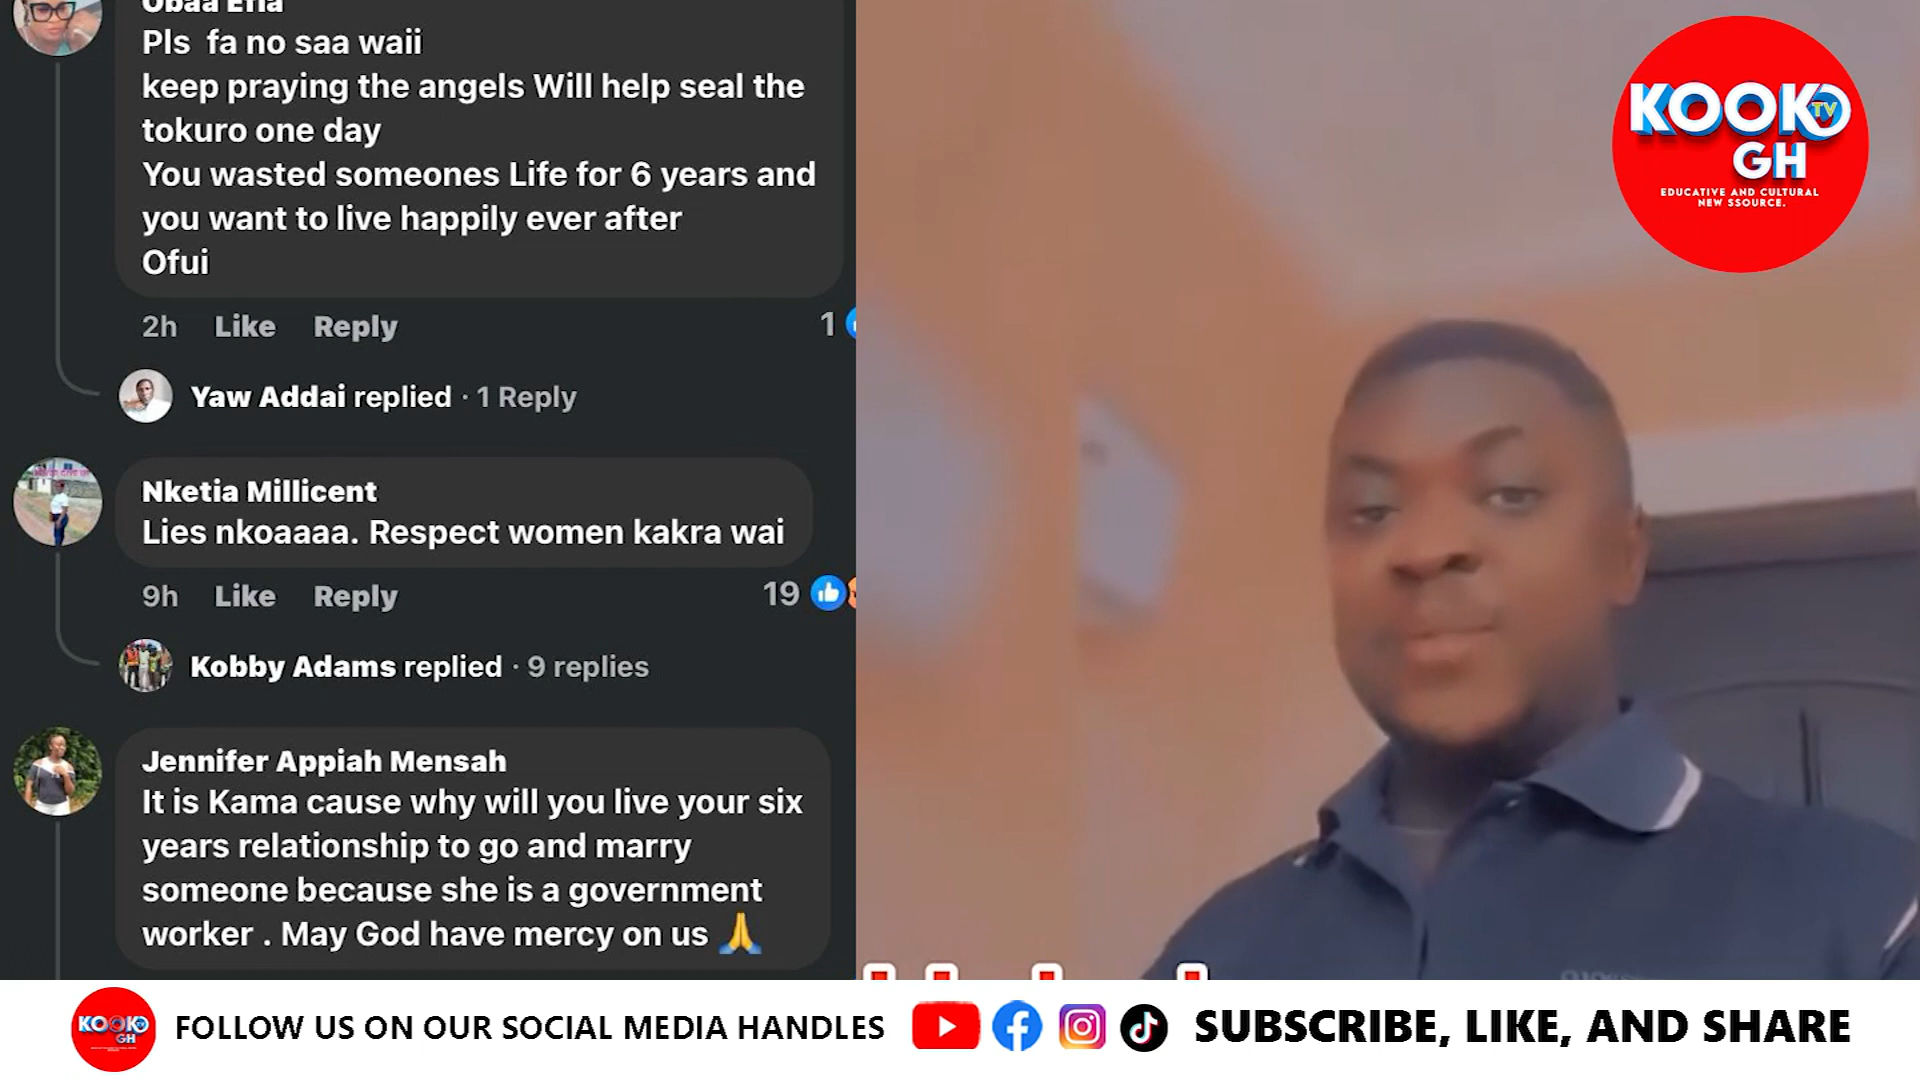 Obaa Efia
Pls fa no saa waii
keep praying the angels Will help seal the
tokuro one day
You wasted someones Life for 6 years and
you want to live happily ever after
Ofui
2h Like Reply 1
Yaw Addai replied · 1 Reply
Nketia Millicent
Lies nkoaaaa. Respect women kakra wai
9h Like Reply 19
Kobby Adams replied · 9 replies
Jennifer Appiah Mensah
It is Kama cause why will you live your six
years relationship to go and marry
someone because she is a government
worker . May God have mercy on us 🙏
KOOKO TV
GH
EDUCATIVE AND CULTURAL
NEW SSOURCE.
KOOKO
GH
FOLLOW US ON OUR SOCIAL MEDIA HANDLES
SUBSCRIBE, LIKE, AND SHARE